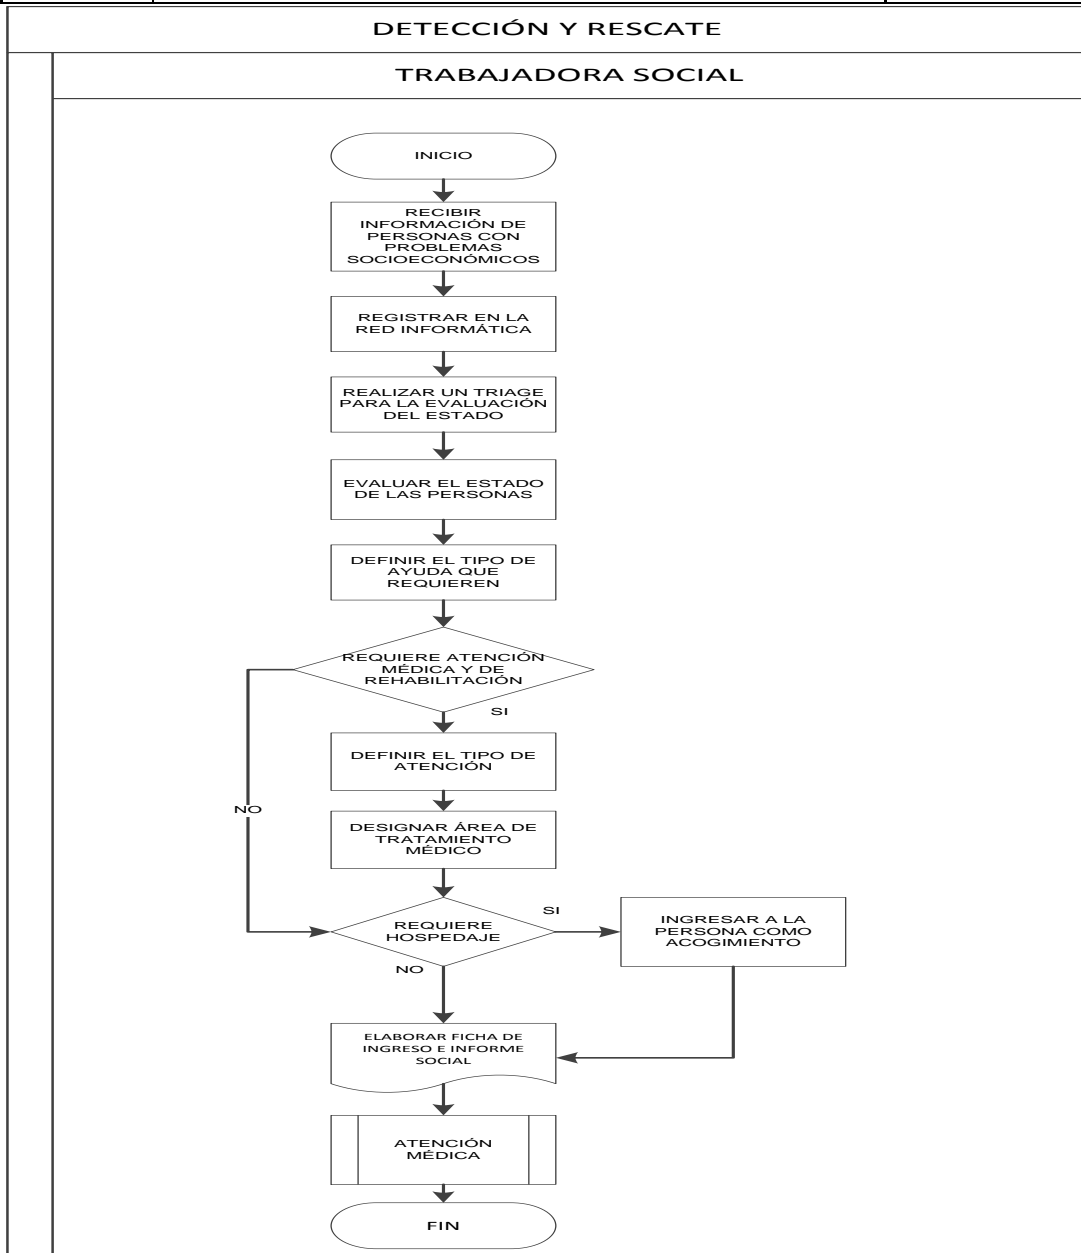 DETECCIÓN Y RESCATE
TRABAJADORA SOCIAL
INICIO
RECIBIR
INFORMACIÓN DE
PERSONAS CON
PROBLEMAS
SOCIOECONÓMICOS
REGISTRAR EN LA
RED INFORMÁTICA
REALIZAR UN TRIAGE
PARA LA EVALUACIÓN
DEL ESTADO
EVALUAR EL ESTADO
DE LAS PERSONAS
DEFINIR EL TIPO DE
AYUDA QUE
REQUIEREN
REQUIERE ATENCIÓN
MÉDICA Y DE
REHABILITACIÓN
SI
DEFINIR EL TIPO DE
ATENCIÓN
NO
DESIGNAR ÁREA DE
TRATAMIENTO
MÉDICO
REQUIERE
HOSPEDAJE
SI
INGRESAR A LA
PERSONA COMO
ACOGIMIENTO
NO
ELABORAR FICHA DE
INGRESO E INFORME
SOCIAL
ATENCIÓN
MÉDICA
FIN